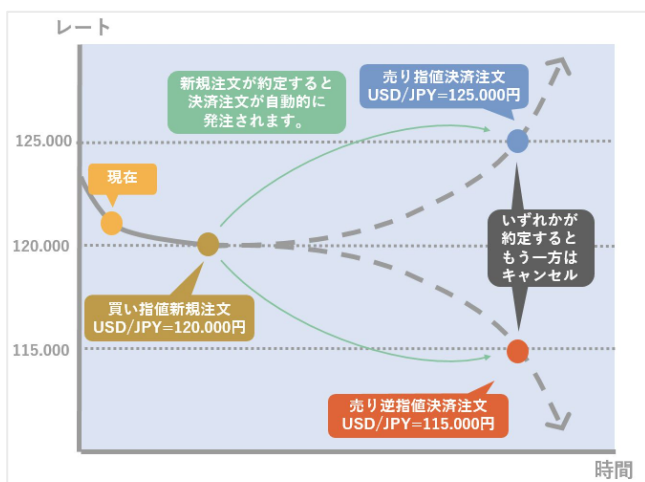 レート
新規注文が約定すると
決済注文が自動的に
発注されます。
売り指値決済注文
USD/JPY=125.000円
125.000
現在
いずれかが
約定すると
もう一方は
キャンセル
120.000
買い指値新規注文
USD/JPY=120.000円
115.000
売り逆指値決済注文
USD/JPY=115.000円
時間